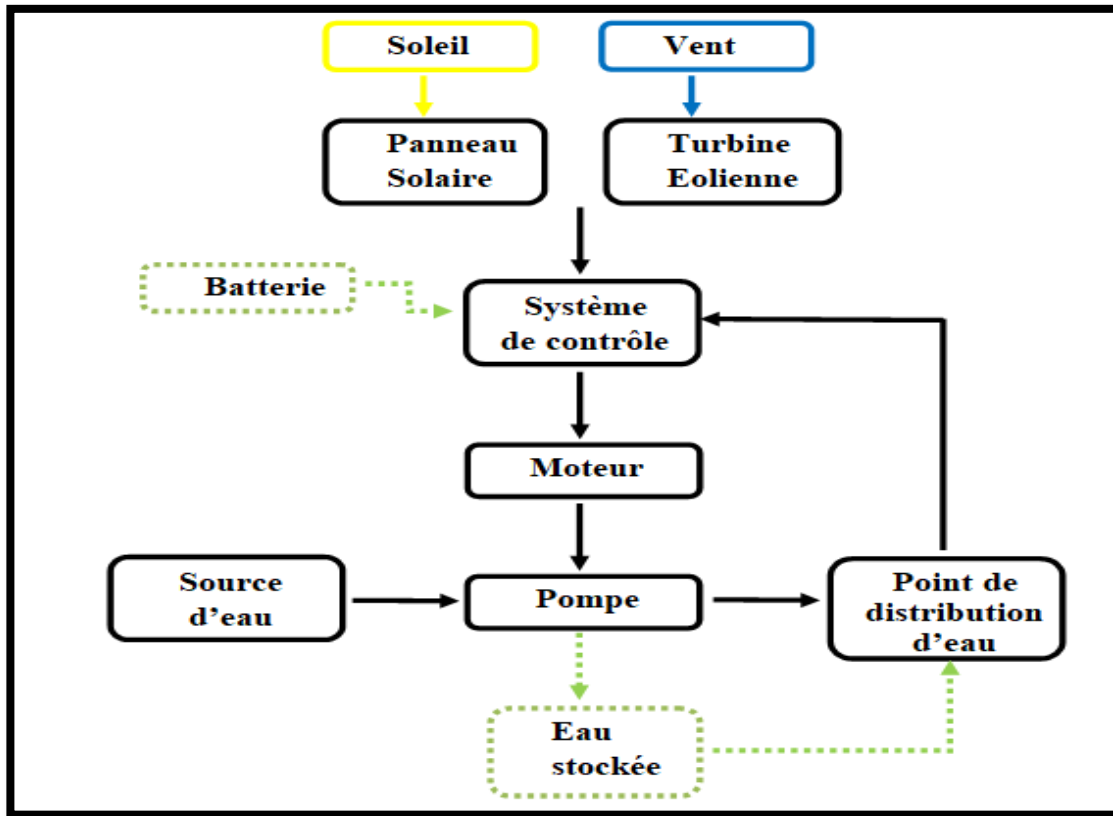 Soleil
Vent
Panneau
Solaire
Turbine
Eolienne
Batterie
Système
de contrôle
Moteur
Source
d'eau
Pompe
Point de
distribution
d'eau
Eau
stockée